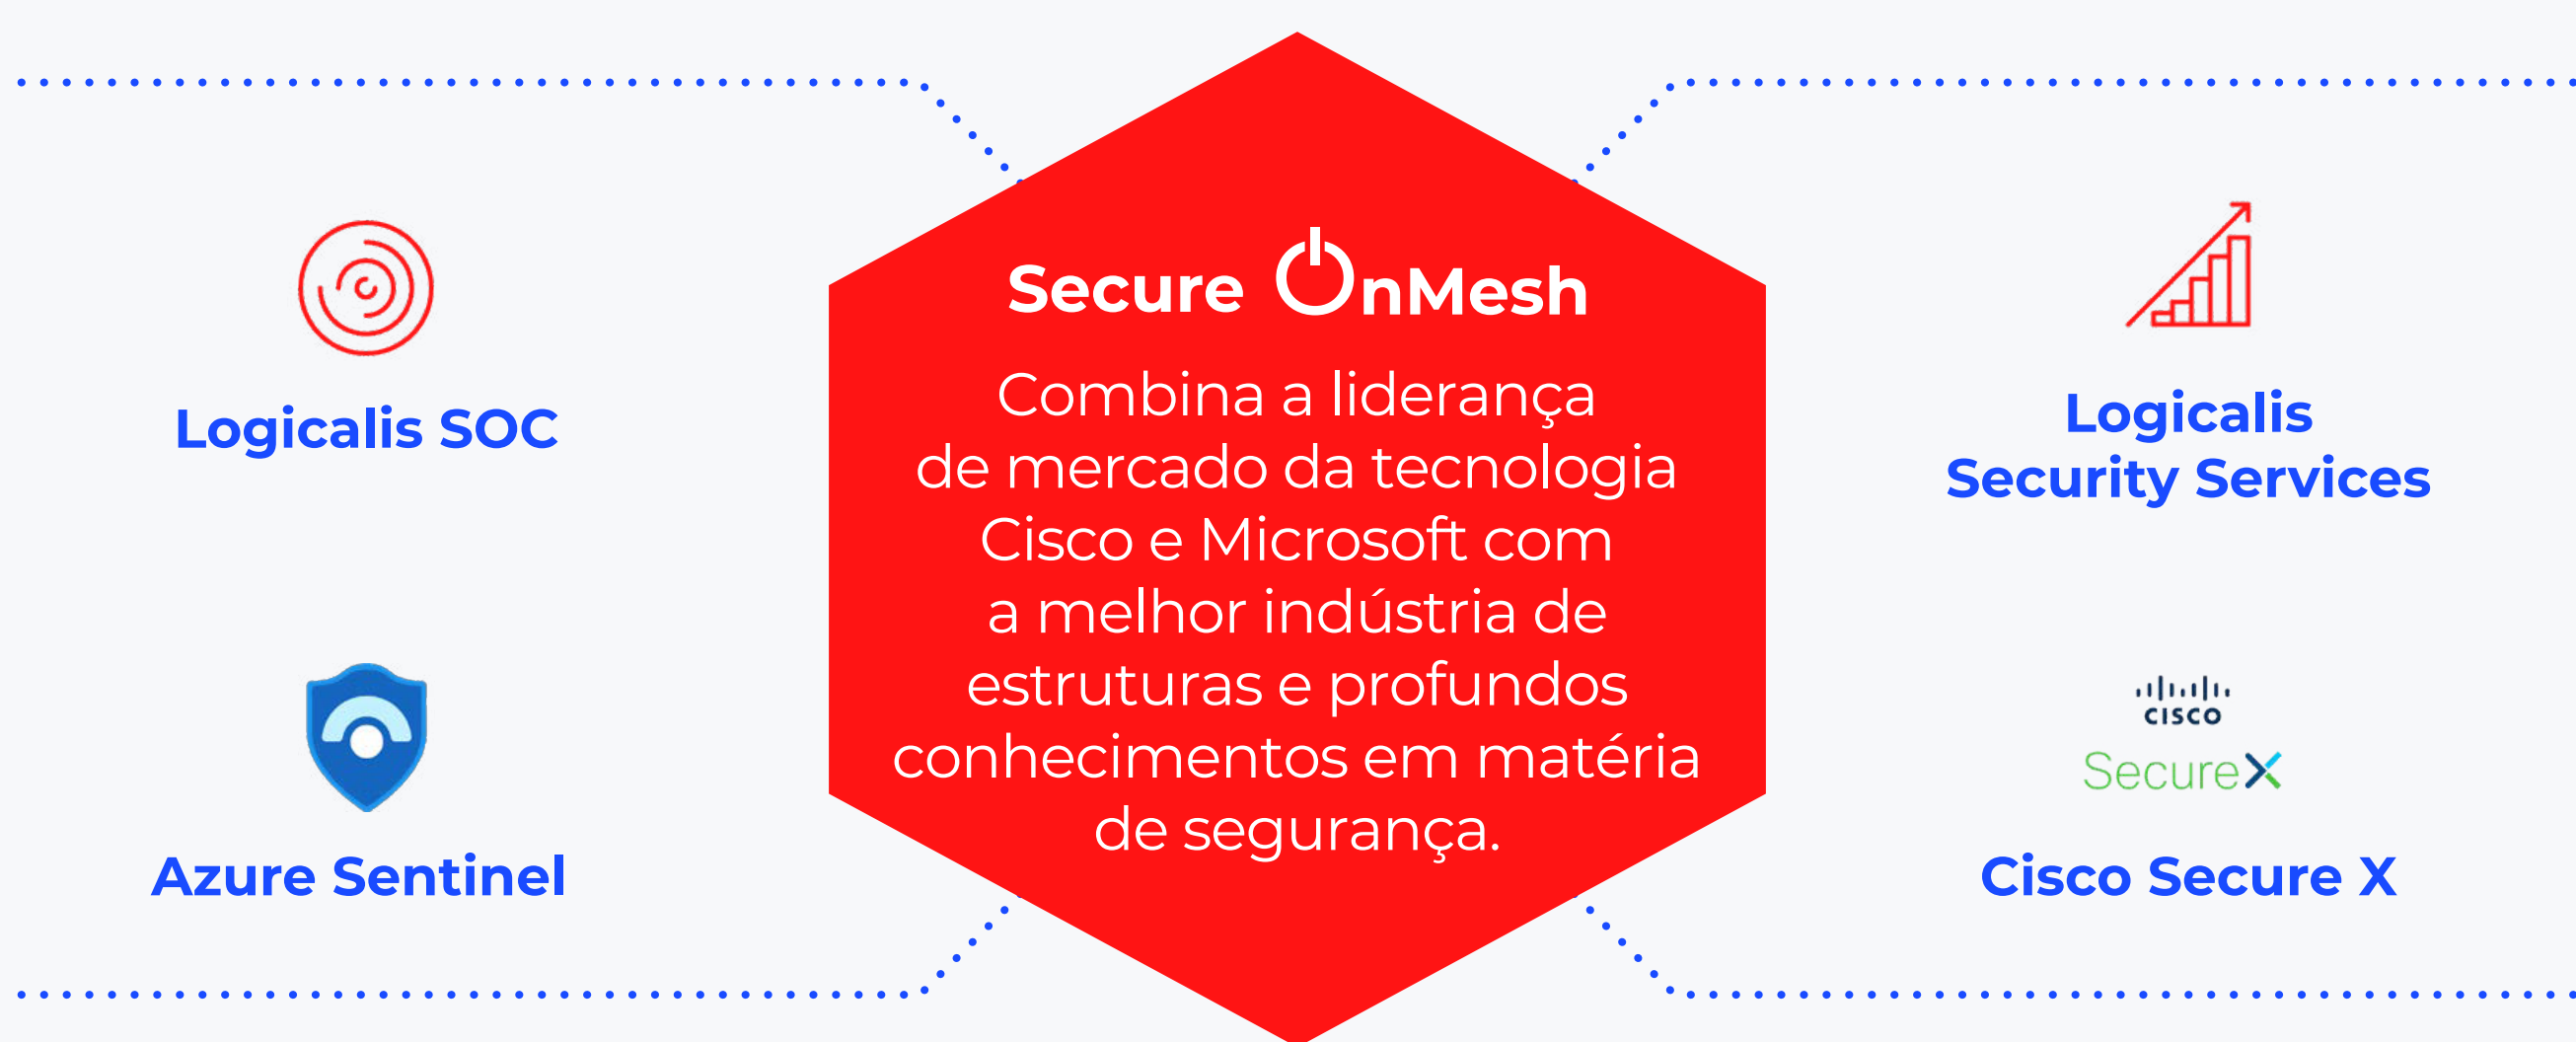 Logicalis SOC
Azure Sentinel
Secure OnMesh
Combina a liderança
de mercado da tecnologia
Cisco e Microsoft com
a melhor indústria de
estruturas e profundos
conhecimentos em matéria
de segurança.
Logicalis
Security Services
CISCO
SecureX
Cisco Secure X